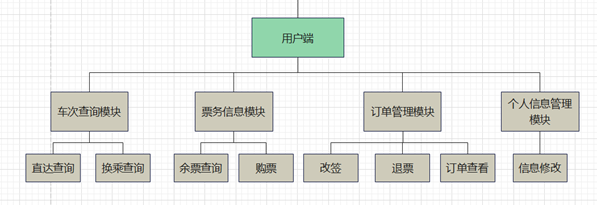 用户端
车次查询模块
票务信息模块
订单管理模块
个人信息管理
模块
直达查询
换乘查询
余票查询
购票
改签
退票
订单查看
信息修改